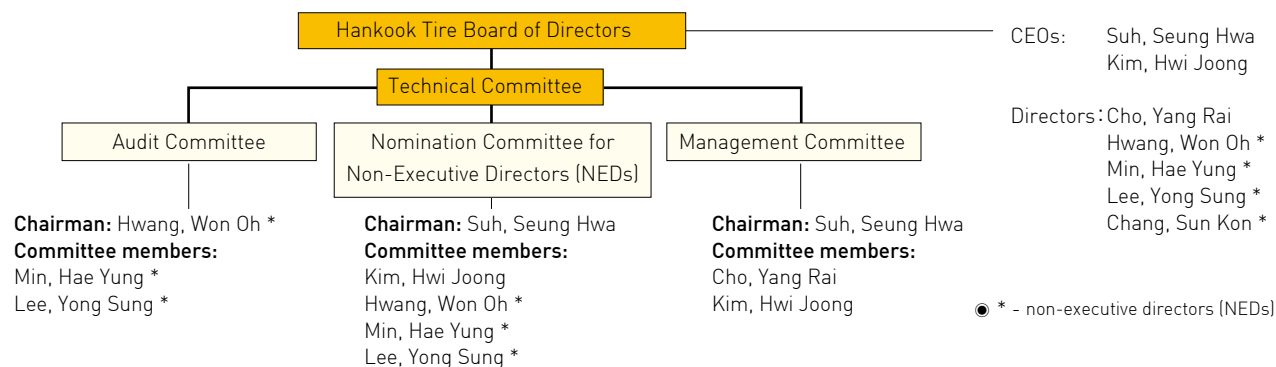 Hankook Tire Board of Directors
Technical Committee
Audit Committee
Nomination Committee for
Non-Executive Directors (NEDs)
Management Committee
CEOs: Suh, Seung Hwa
Kim, Hwi Joong
Directors: Cho, Yang Rai
Hwang, Won Oh *
Min, Hae Yung *
Lee, Yong Sung *
Chang, Sun Kon *
Chairman: Hwang, Won Oh *
Committee members:
Min, Hae Yung *
Lee, Yong Sung *
Chairman: Suh, Seung Hwa
Committee members:
Kim, Hwi Joong
Hwang, Won Oh *
Min, Hae Yung *
Lee, Yong Sung *
Chairman: Suh, Seung Hwa
Committee members:
Cho, Yang Rai
Kim, Hwi Joong
◉ * - non-executive directors (NEDs)